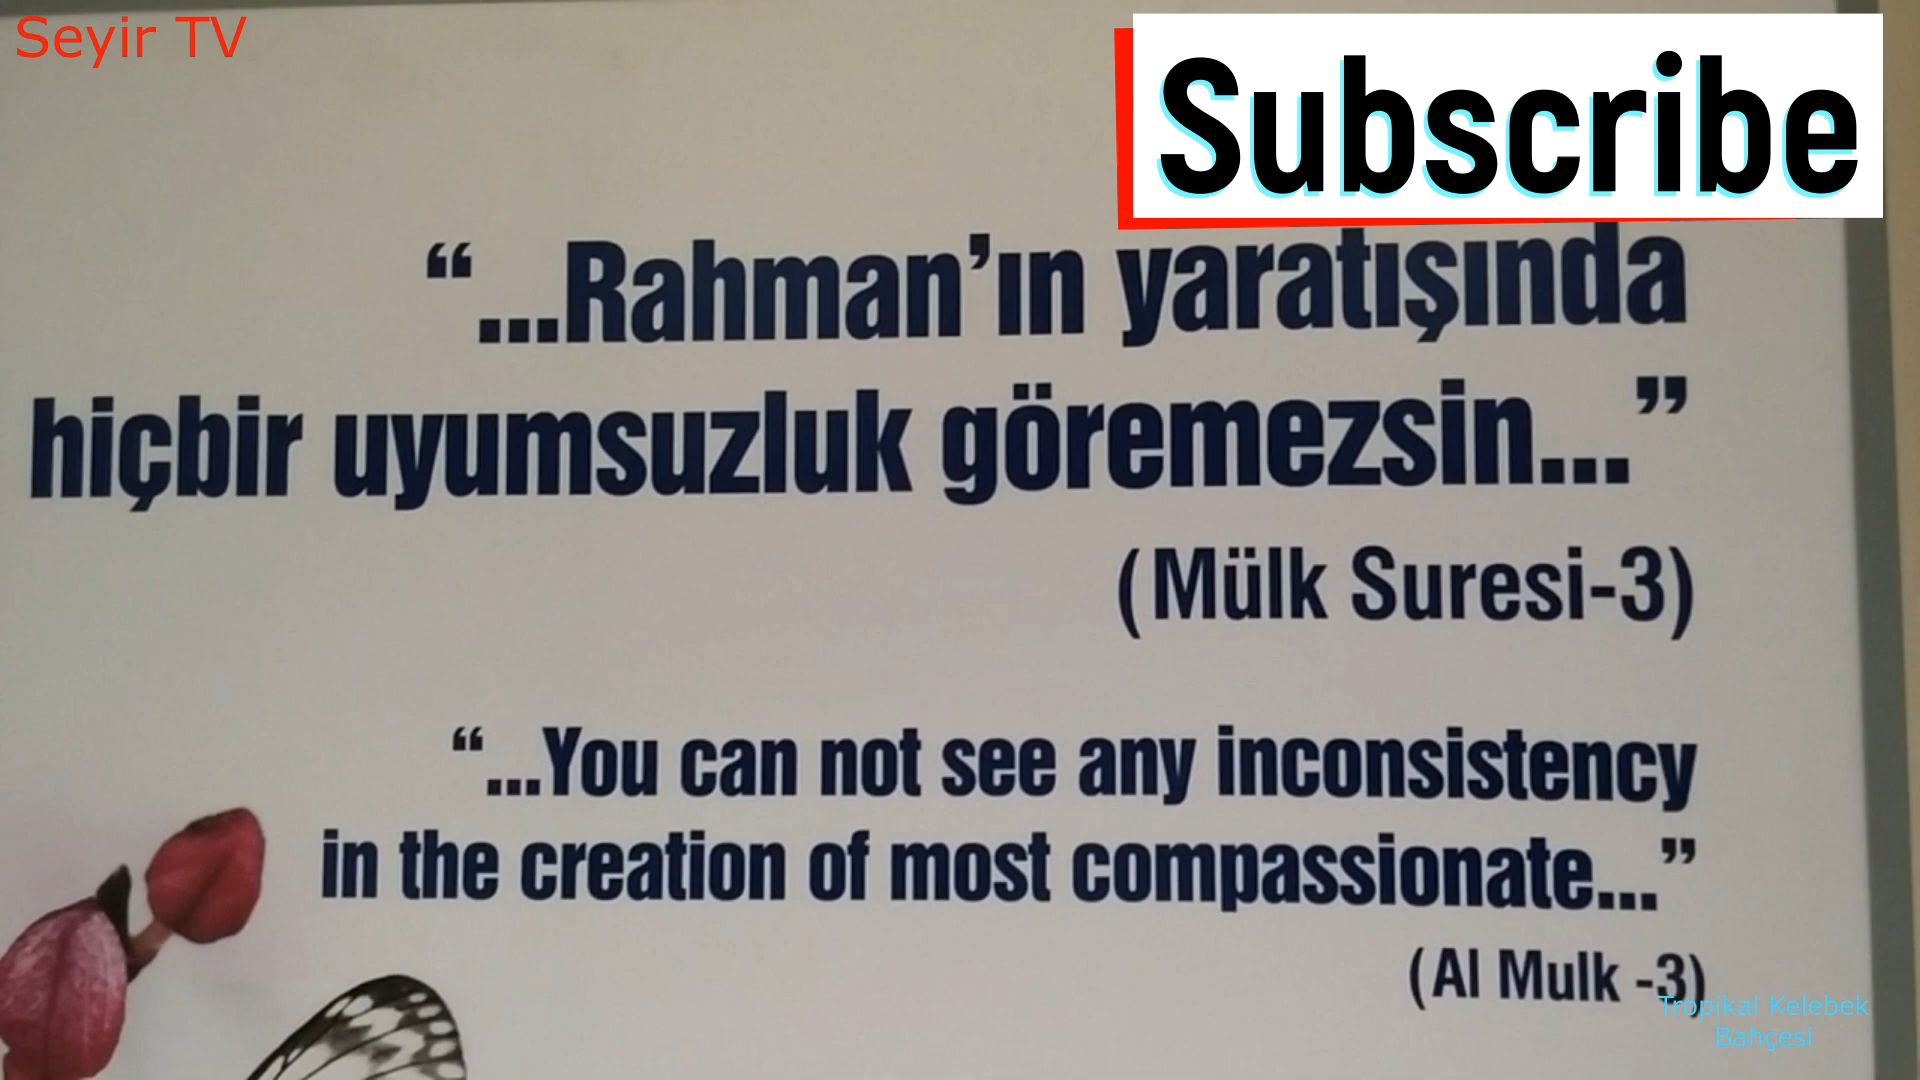 Seyir TV
Subscribe
“...Rahman’ın yaratışında
hiçbir uyumsuzluk göremezsin...”
(Mülk Suresi-3)
“...You can not see any inconsistency
in the creation of most compassionate...”
(Al Mulk -3)
Tropikal Kelebek
Bahçesi